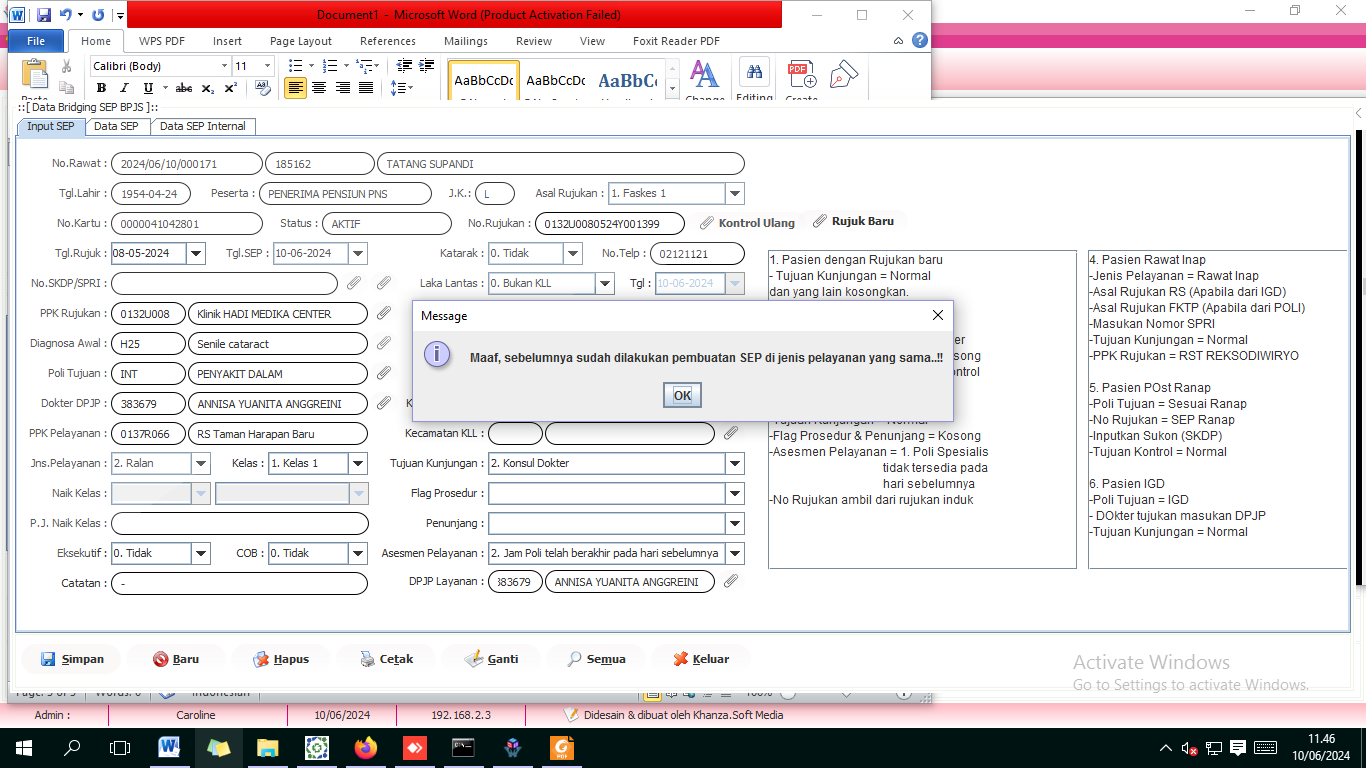 Document1 - Microsoft Word (Product Activation Failed)
File Home WPS PDF Insert Page Layout References Mailings Review View Foxit Reader PDF
Calibri (Body) 11
AaBbCcDc AaBbCcDc AaBbCc
B I U abc X₂ X²
Change Editing Create
::[ Data Bridging SEP BPJS ]::
Input SEP Data SEP Data SEP Internal
No.Rawat : 2024/06/10/000171 185162 TATANG SUPANDI
Tgl.Lahir : 1954-04-24 Peserta : PENERIMA PENSIUN PNS J.K.: L Asal Rujukan : 1. Faskes 1
No.Kartu : 0000041042801 Status : AKTIF No.Rujukan : 0132U0080524Y001399 Kontrol Ulang Rujuk Baru
Tgl.Rujuk : 08-05-2024 Tgl.SEP : 10-06-2024 Katarak : 0. Tidak No.Telp : 02121121
No.SKDP/SPRI : Laka Lantas : 0. Bukan KLL Tgl : 10-06-2024
PPK Rujukan : 0132U008 Klinik HADI MEDIKA CENTER
Diagnosa Awal : H25 Senile cataract
Poli Tujuan : INT PENYAKIT DALAM
Dokter DPJP : 383679 ANNISA YUANITA ANGGREINI
PPK Pelayanan : 0137R066 RS Taman Harapan Baru Kecamatan KLL :
Jns.Pelayanan : 2. Ralan Kelas : 1. Kelas 1 Tujuan Kunjungan : 2. Konsul Dokter
Naik Kelas : Flag Prosedur :
P.J. Naik Kelas : Penunjang :
Eksekutif : 0. Tidak COB : 0. Tidak Asesmen Pelayanan : 2. Jam Poli telah berakhir pada hari sebelumnya
Catatan : - DPJP Layanan : 383679 ANNISA YUANITA ANGGREINI
1. Pasien dengan Rujukan baru
- Tujuan Kunjungan = Normal
dan yang lain kosongkan.
-Flag Prosedur & Penunjang = Kosong
-Asesmen Pelayanan = 1. Poli Spesialis
tidak tersedia pada
hari sebelumnya
-No Rujukan ambil dari rujukan induk
4. Pasien Rawat Inap
-Jenis Pelayanan = Rawat Inap
-Asal Rujukan RS (Apabila dari IGD)
-Asal Rujukan FKTP (Apabila dari POLI)
-Masukan Nomor SPRI
-Tujuan Kunjungan = Normal
-PPK Rujukan = RST REKSODIWIRYO
5. Pasien POst Ranap
-Poli Tujuan = Sesuai Ranap
-No Rujukan = SEP Ranap
-Inputkan Sukon (SKDP)
-Tujuan Kontrol = Normal
6. Pasien IGD
-Poli Tujuan = IGD
- DOkter tujukan masukan DPJP
-Tujuan Kunjungan = Normal
Message
Maaf, sebelumnya sudah dilakukan pembuatan SEP di jenis pelayanan yang sama..!!
OK
Simpan Baru Hapus Cetak Ganti Semua Keluar
Activate Windows
Go to Settings to activate Windows.
Admin : Caroline 10/06/2024 192.168.2.3 Didesain & dibuat oleh Khanza.Soft Media
11.46
10/06/2024